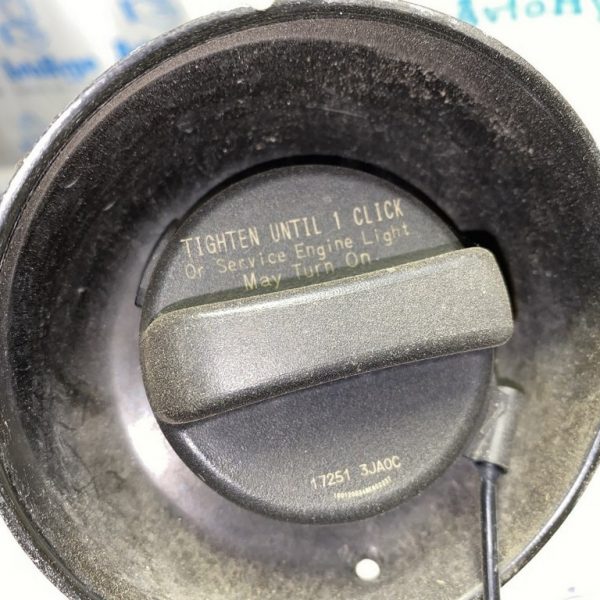 TIGHTEN UNTIL 1 CLICK
Or Service Engine Light
May Turn On.
17251 3JA0C